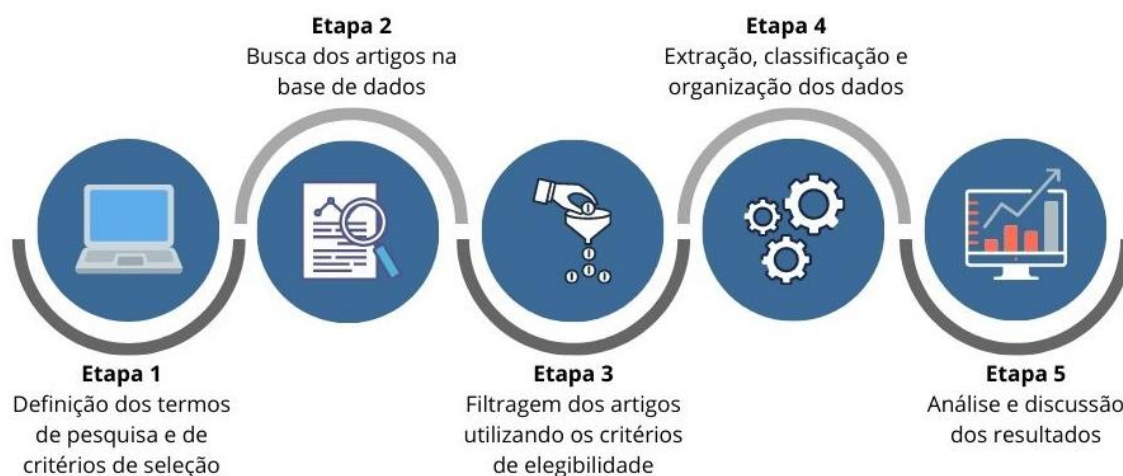 Etapa 1
Definição dos termos
de pesquisa e de
critérios de seleção
Etapa 2
Busca dos artigos na
base de dados
Etapa 3
Filtragem dos artigos
utilizando os critérios
de elegibilidade
Etapa 4
Extração, classificação e
organização dos dados
Etapa 5
Análise e discussão
dos resultados